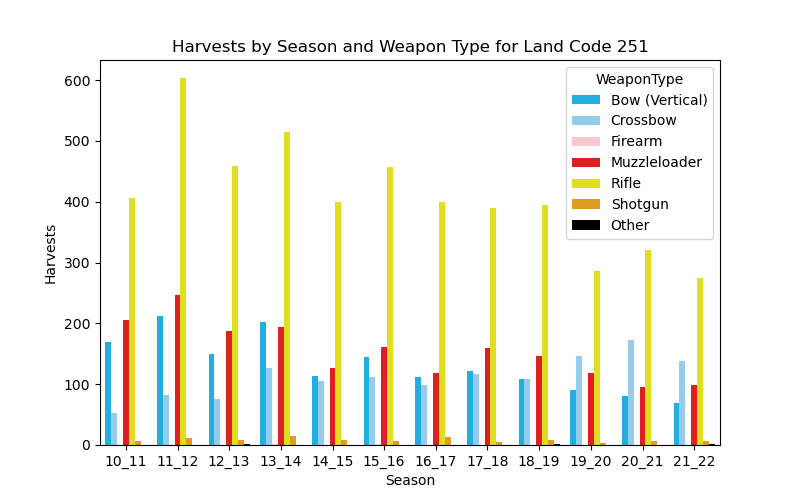 Harvests by Season and Weapon Type for Land Code 251
WeaponType
Bow (Vertical)
Crossbow
Firearm
Muzzleloader
Rifle
Shotgun
Other
Harvests
600
500
400
300
200
100
0
10_11 11_12 12_13 13_14 14_15 15_16 16_17 17_18 18_19 19_20 20_21 21_22
Season